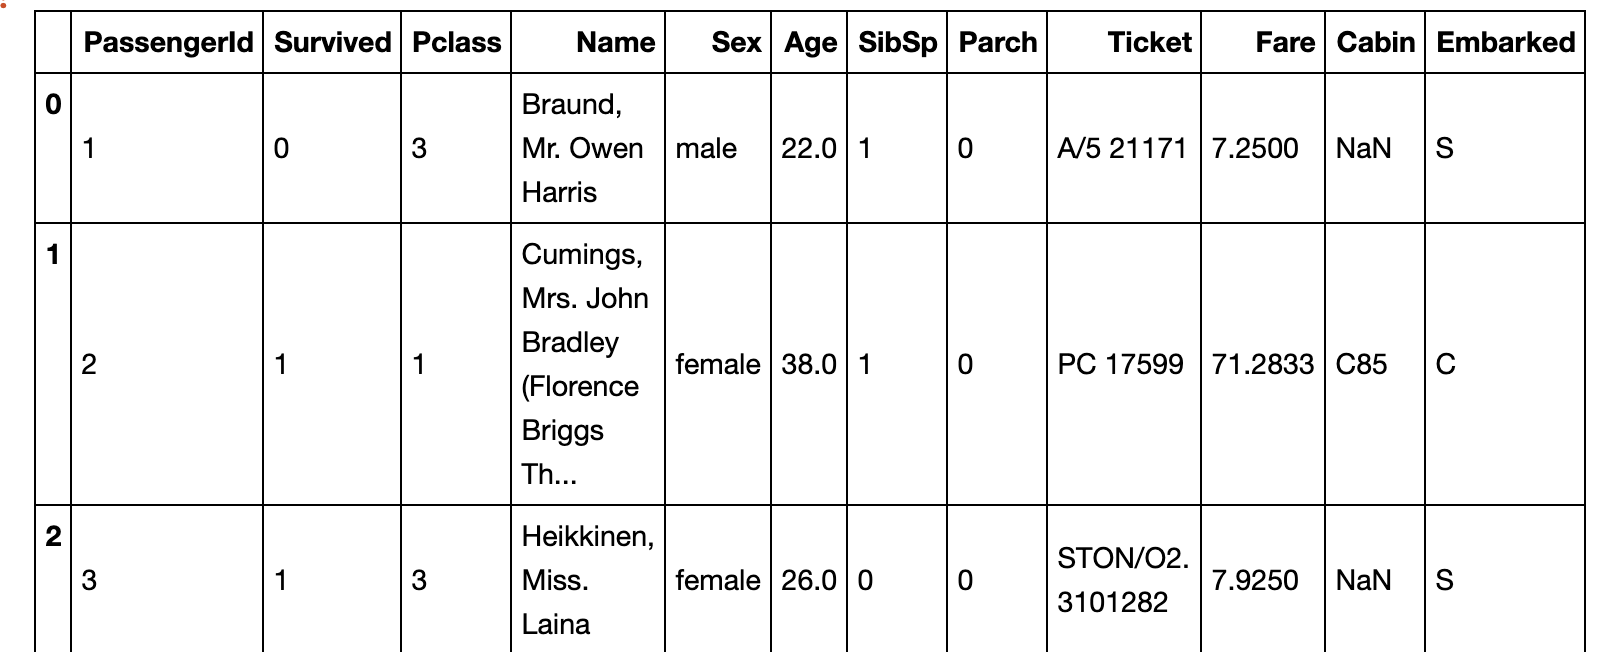 PassengerId Survived Pclass Name Sex Age SibSp Parch Ticket Fare Cabin Embarked
0 1 0 3 Braund, Mr. Owen Harris male 22.0 1 0 A/5 21171 7.2500 NaN S
1 2 1 1 Cumings, Mrs. John Bradley (Florence Briggs Th... female 38.0 1 0 PC 17599 71.2833 C85 C
2 3 1 3 Heikkinen, Miss. Laina female 26.0 0 0 STON/O2. 3101282 7.9250 NaN S